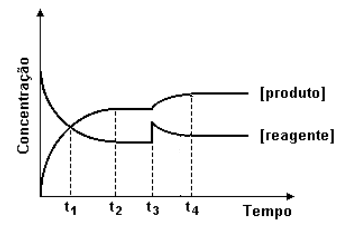 Concentração
[produto]
[reagente]
t1 t2 t3 t4 Tempo